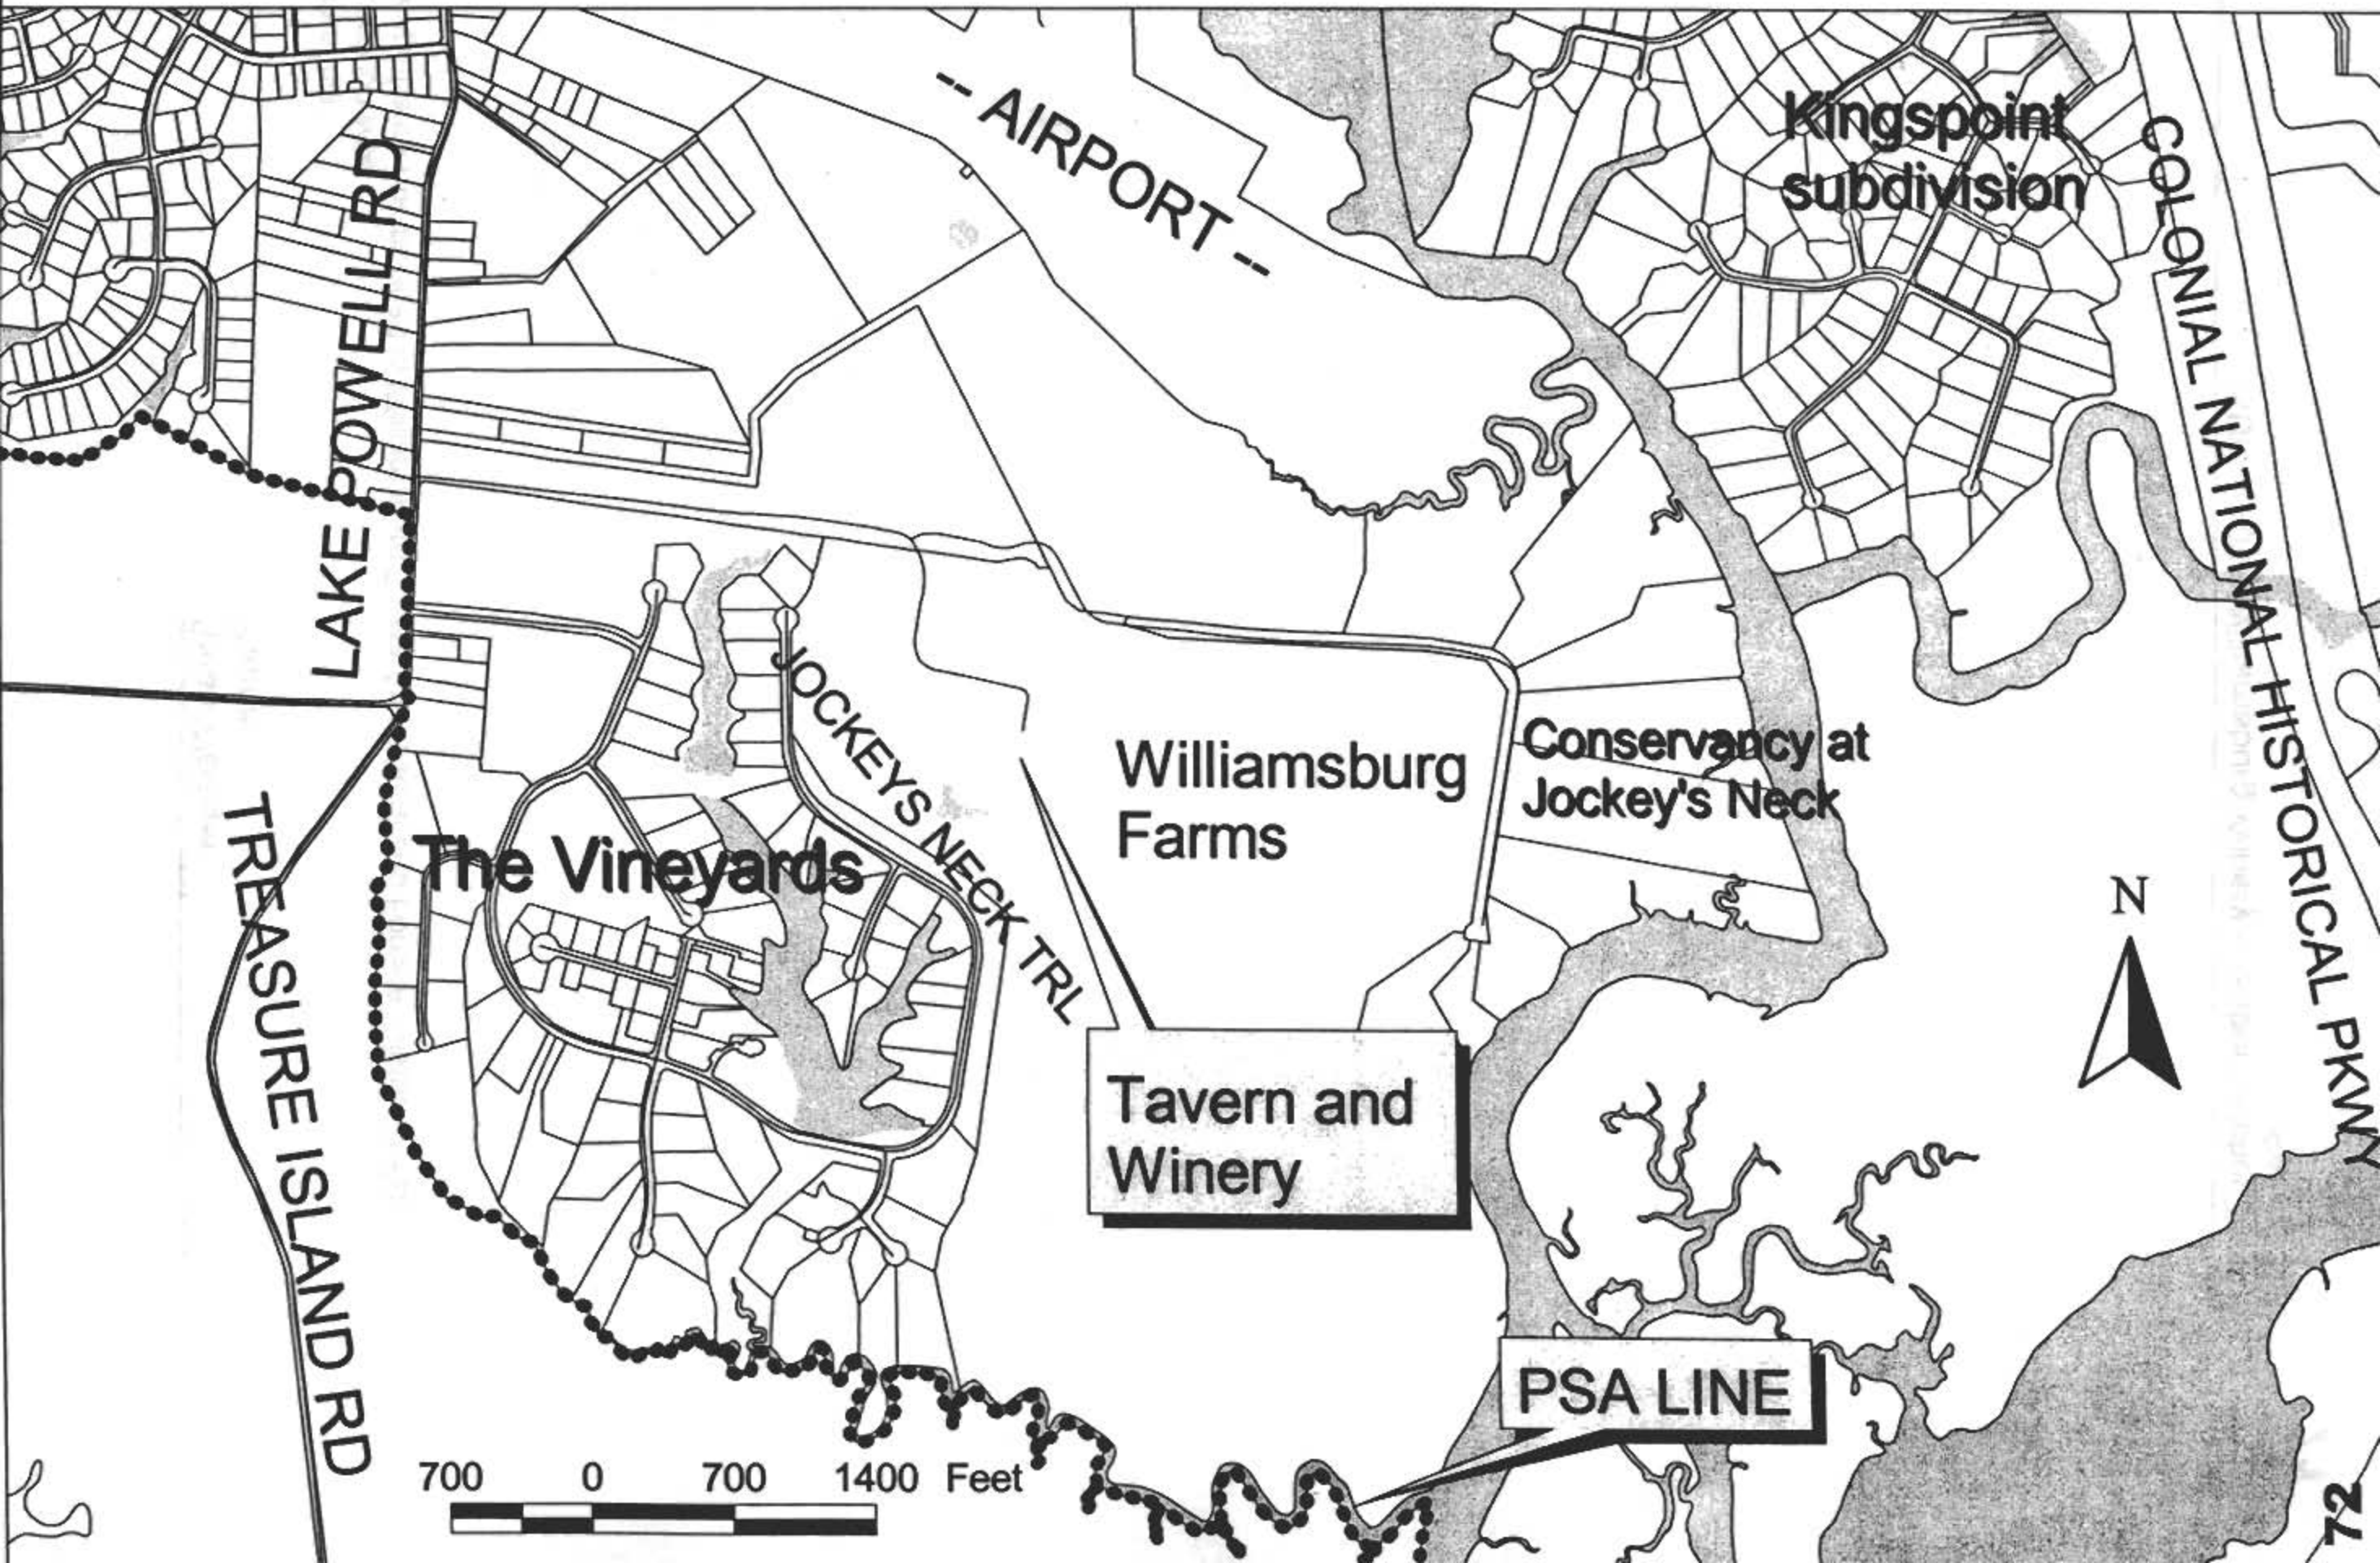 -- AIRPORT --
Kingspoint
subdivision
COLONIAL NATIONAL HISTORICAL PKWY
LAKE POWELL RD
JOCKEYS NECK TRL
Williamsburg
Farms
Conservancy at
Jockey's Neck
The Vineyards
TREASURE ISLAND RD
N
Tavern and
Winery
PSA LINE
700 0 700 1400 Feet
72